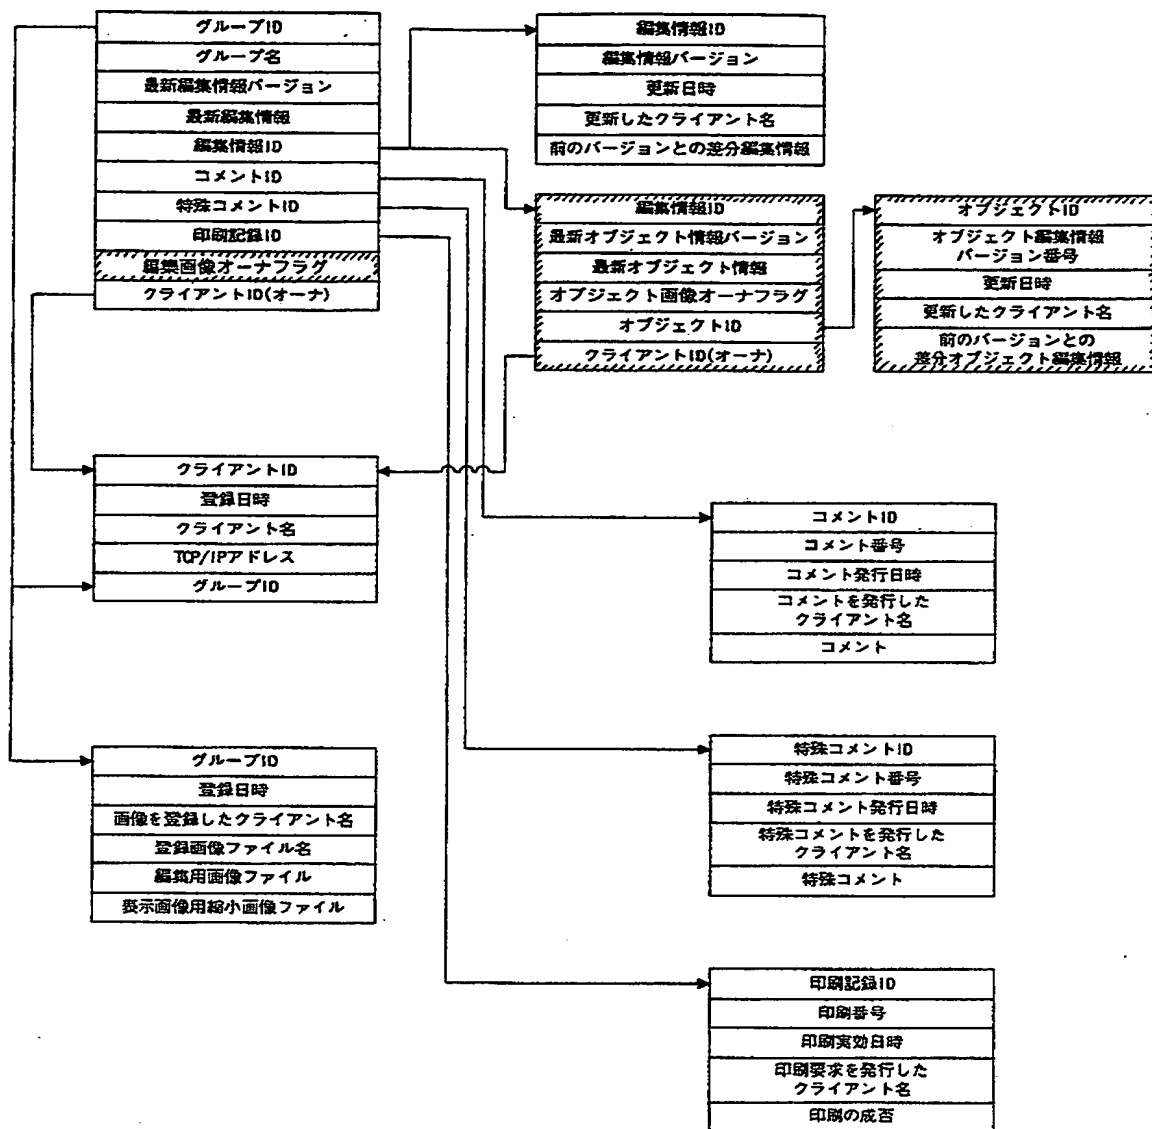 グループID
グループ名
最新編集情報バージョン
最新編集情報
編集情報ID
コメントID
特殊コメントID
印刷記録ID
編集画像オーナフラグ
クライアントID(オーナ)
編集情報ID
編集情報バージョン
更新日時
更新したクライアント名
前のバージョンとの差分編集情報
編集情報ID
最新オブジェクト情報バージョン
最新オブジェクト情報
オブジェクト画像オーナフラグ
オブジェクトID
クライアントID(オーナ)
オブジェクトID
オブジェクト編集情報
バージョン番号
更新日時
更新したクライアント名
前のバージョンとの
差分オブジェクト編集情報
クライアントID
登録日時
クライアント名
TCP/IPアドレス
グループID
コメントID
コメント番号
コメント発行日時
コメントを発行した
クライアント名
コメント
グループID
登録日時
画像を登録したクライアント名
登録画像ファイル名
編集用画像ファイル
表示画像用縮小画像ファイル
特殊コメントID
特殊コメント番号
特殊コメント発行日時
特殊コメントを発行した
クライアント名
特殊コメント
印刷記録ID
印刷番号
印刷実効日時
印刷要求を発行した
クライアント名
印刷の成否